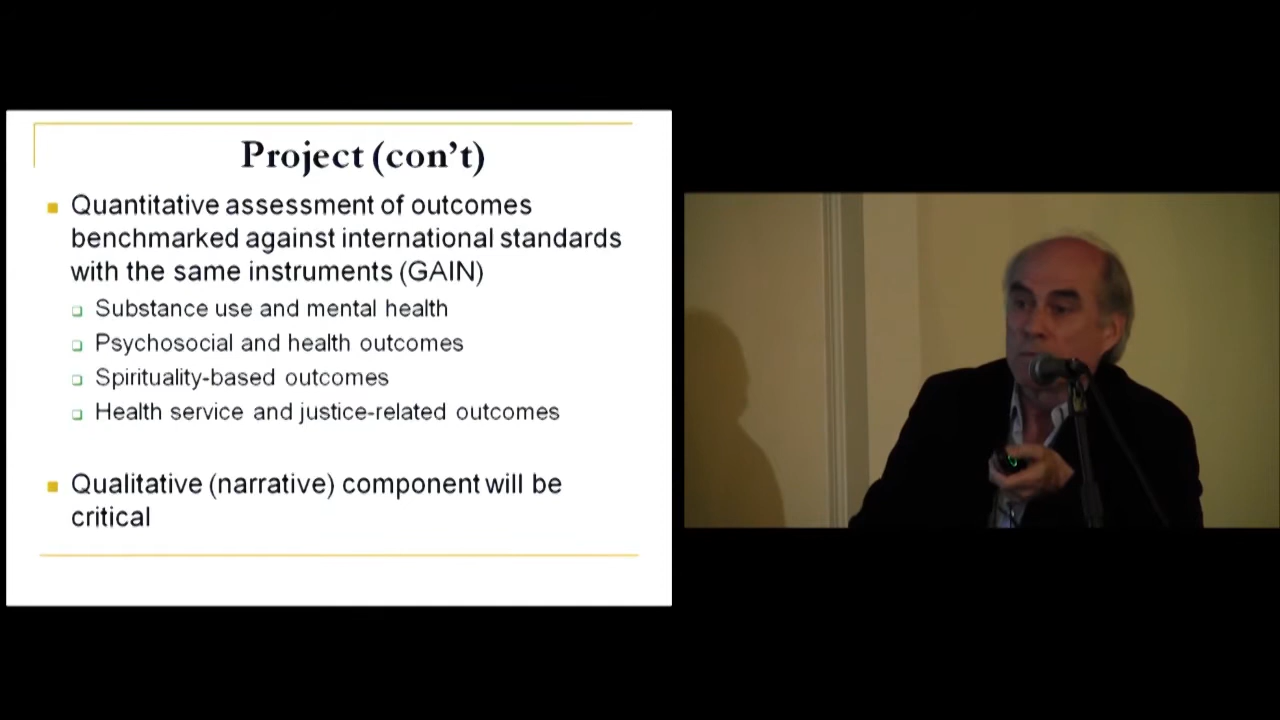 Project (con't)
Quantitative assessment of outcomes
benchmarked against international standards
with the same instruments (GAIN)
Substance use and mental health
Psychosocial and health outcomes
Spirituality-based outcomes
Health service and justice-related outcomes
Qualitative (narrative) component will be
critical